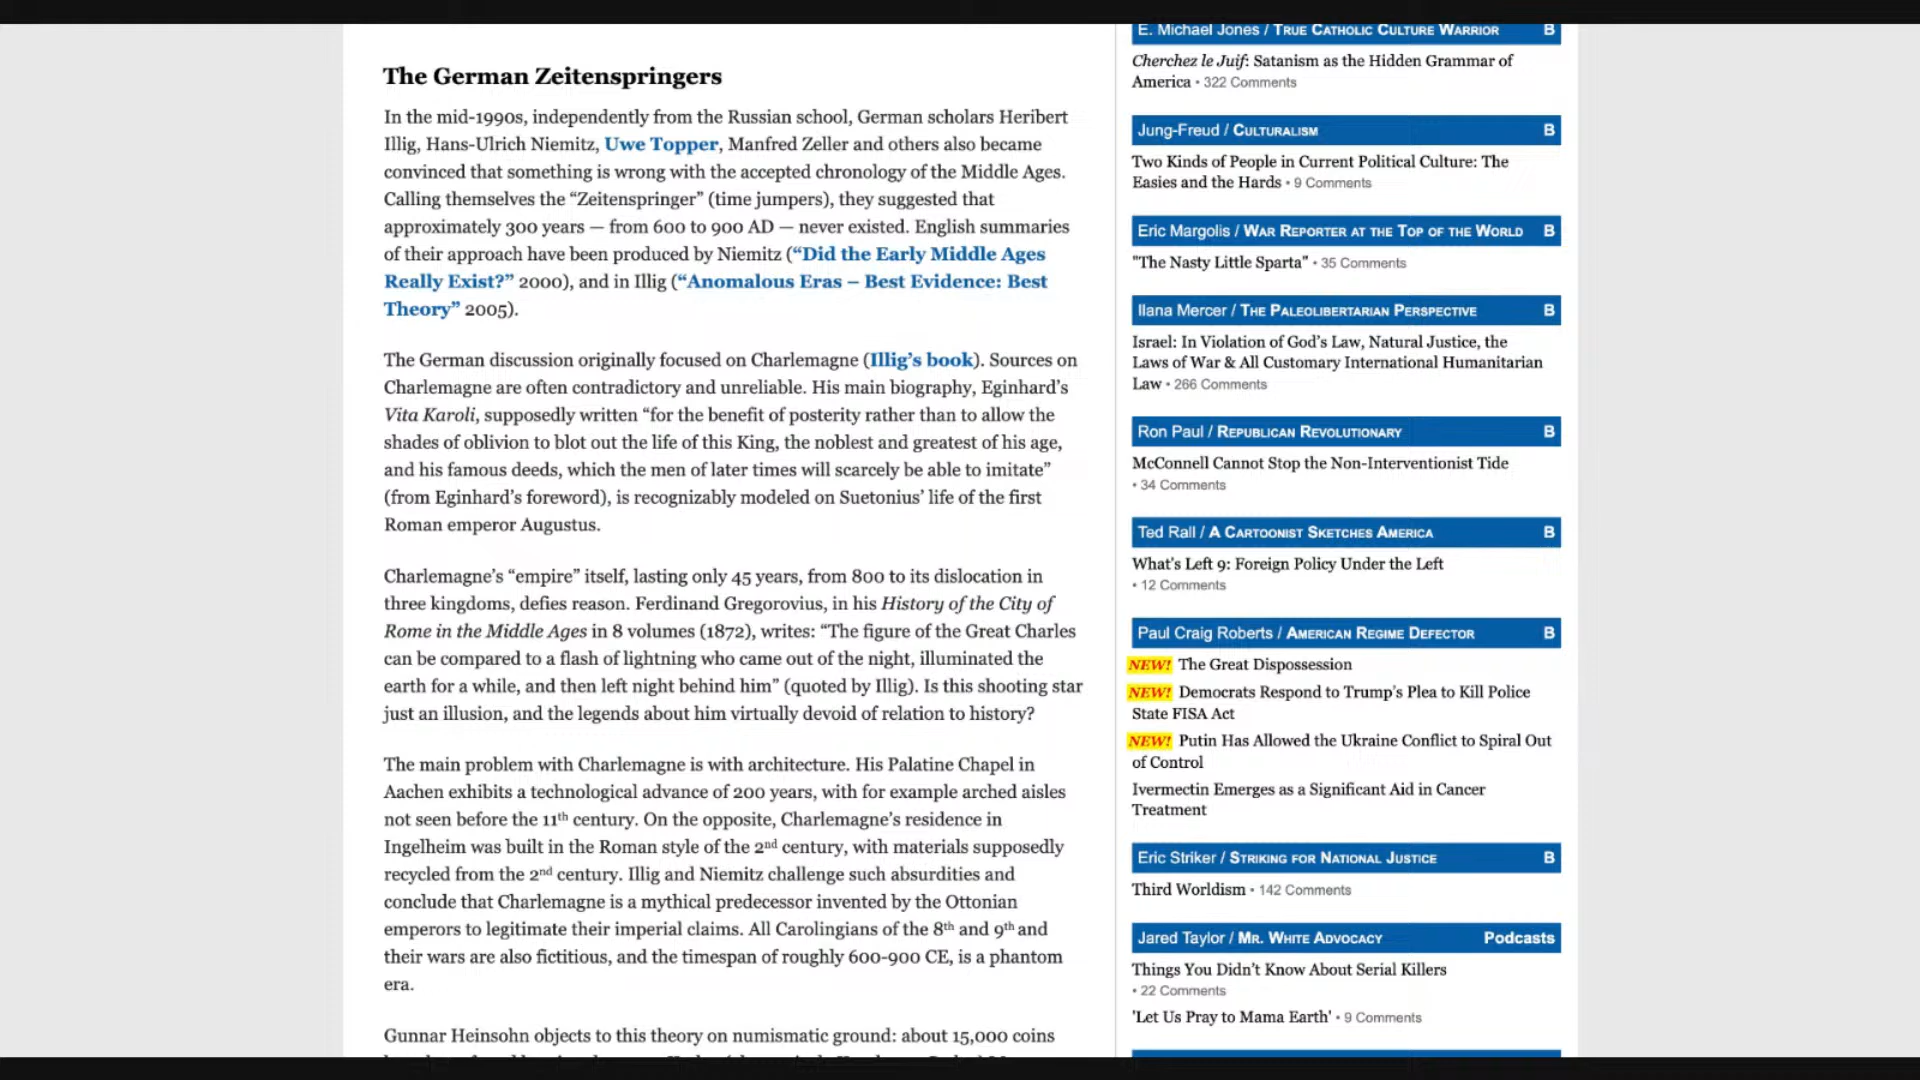 The German Zeitenspringers
In the mid-1990s, independently from the Russian school, German scholars Heribert
Illig, Hans-Ulrich Niemitz, Uwe Topper, Manfred Zeller and others also became
convinced that something is wrong with the accepted chronology of the Middle Ages.
Calling themselves the “Zeitenspringer” (time jumpers), they suggested that
approximately 300 years — from 600 to 900 AD — never existed. English summaries
of their approach have been produced by Niemitz (“Did the Early Middle Ages
Really Exist?” 2000), and in Illig (“Anomalous Eras – Best Evidence: Best
Theory” 2005).
The German discussion originally focused on Charlemagne (Illig’s book). Sources on
Charlemagne are often contradictory and unreliable. His main biography, Eginhard’s
Vita Karoli, supposedly written “for the benefit of posterity rather than to allow the
shades of oblivion to blot out the life of this King, the noblest and greatest of his age,
and his famous deeds, which the men of later times will scarcely be able to imitate”
(from Eginhard’s foreword), is recognizably modeled on Suetonius’ life of the first
Roman emperor Augustus.
Charlemagne’s “empire” itself, lasting only 45 years, from 800 to its dislocation in
three kingdoms, defies reason. Ferdinand Gregorovius, in his History of the City of
Rome in the Middle Ages in 8 volumes (1872), writes: “The figure of the Great Charles
can be compared to a flash of lightning who came out of the night, illuminated the
earth for a while, and then left night behind him” (quoted by Illig). Is this shooting star
just an illusion, and the legends about him virtually devoid of relation to history?
The main problem with Charlemagne is with architecture. His Palatine Chapel in
Aachen exhibits a technological advance of 200 years, with for example arched aisles
not seen before the 11th century. On the opposite, Charlemagne’s residence in
Ingelheim was built in the Roman style of the 2nd century, with materials supposedly
recycled from the 2nd century. Illig and Niemitz challenge such absurdities and
conclude that Charlemagne is a mythical predecessor invented by the Ottonian
emperors to legitimate their imperial claims. All Carolingians of the 8th and 9th and
their wars are also fictitious, and the timespan of roughly 600-900 CE, is a phantom
era.
Gunnar Heinsohn objects to this theory on numismatic ground: about 15,000 coins
E. Michael Jones / TRUE CATHOLIC CULTURE WARRIOR B
Cherchez le Juif: Satanism as the Hidden Grammar of
America • 322 Comments
Jung-Freud / CULTURALISM B
Two Kinds of People in Current Political Culture: The
Easies and the Hards • 9 Comments
Eric Margolis / WAR REPORTER AT THE TOP OF THE WORLD B
"The Nasty Little Sparta" • 35 Comments
Ilana Mercer / THE PALEOLIBERTARIAN PERSPECTIVE B
Israel: In Violation of God’s Law, Natural Justice, the
Laws of War & All Customary International Humanitarian
Law • 266 Comments
Ron Paul / REPUBLICAN REVOLUTIONARY B
McConnell Cannot Stop the Non-Interventionist Tide
• 34 Comments
Ted Rall / A CARTOONIST SKETCHES AMERICA B
What's Left 9: Foreign Policy Under the Left
• 12 Comments
Paul Craig Roberts / AMERICAN REGIME DEFECTOR B
NEW! The Great Dispossession
NEW! Democrats Respond to Trump’s Plea to Kill Police
State FISA Act
NEW! Putin Has Allowed the Ukraine Conflict to Spiral Out
of Control
Ivermectin Emerges as a Significant Aid in Cancer
Treatment
Eric Striker / STRIKING FOR NATIONAL JUSTICE B
Third Worldism • 142 Comments
Jared Taylor / MR. WHITE ADVOCACY Podcasts
Things You Didn’t Know About Serial Killers
• 22 Comments
'Let Us Pray to Mama Earth' • 9 Comments